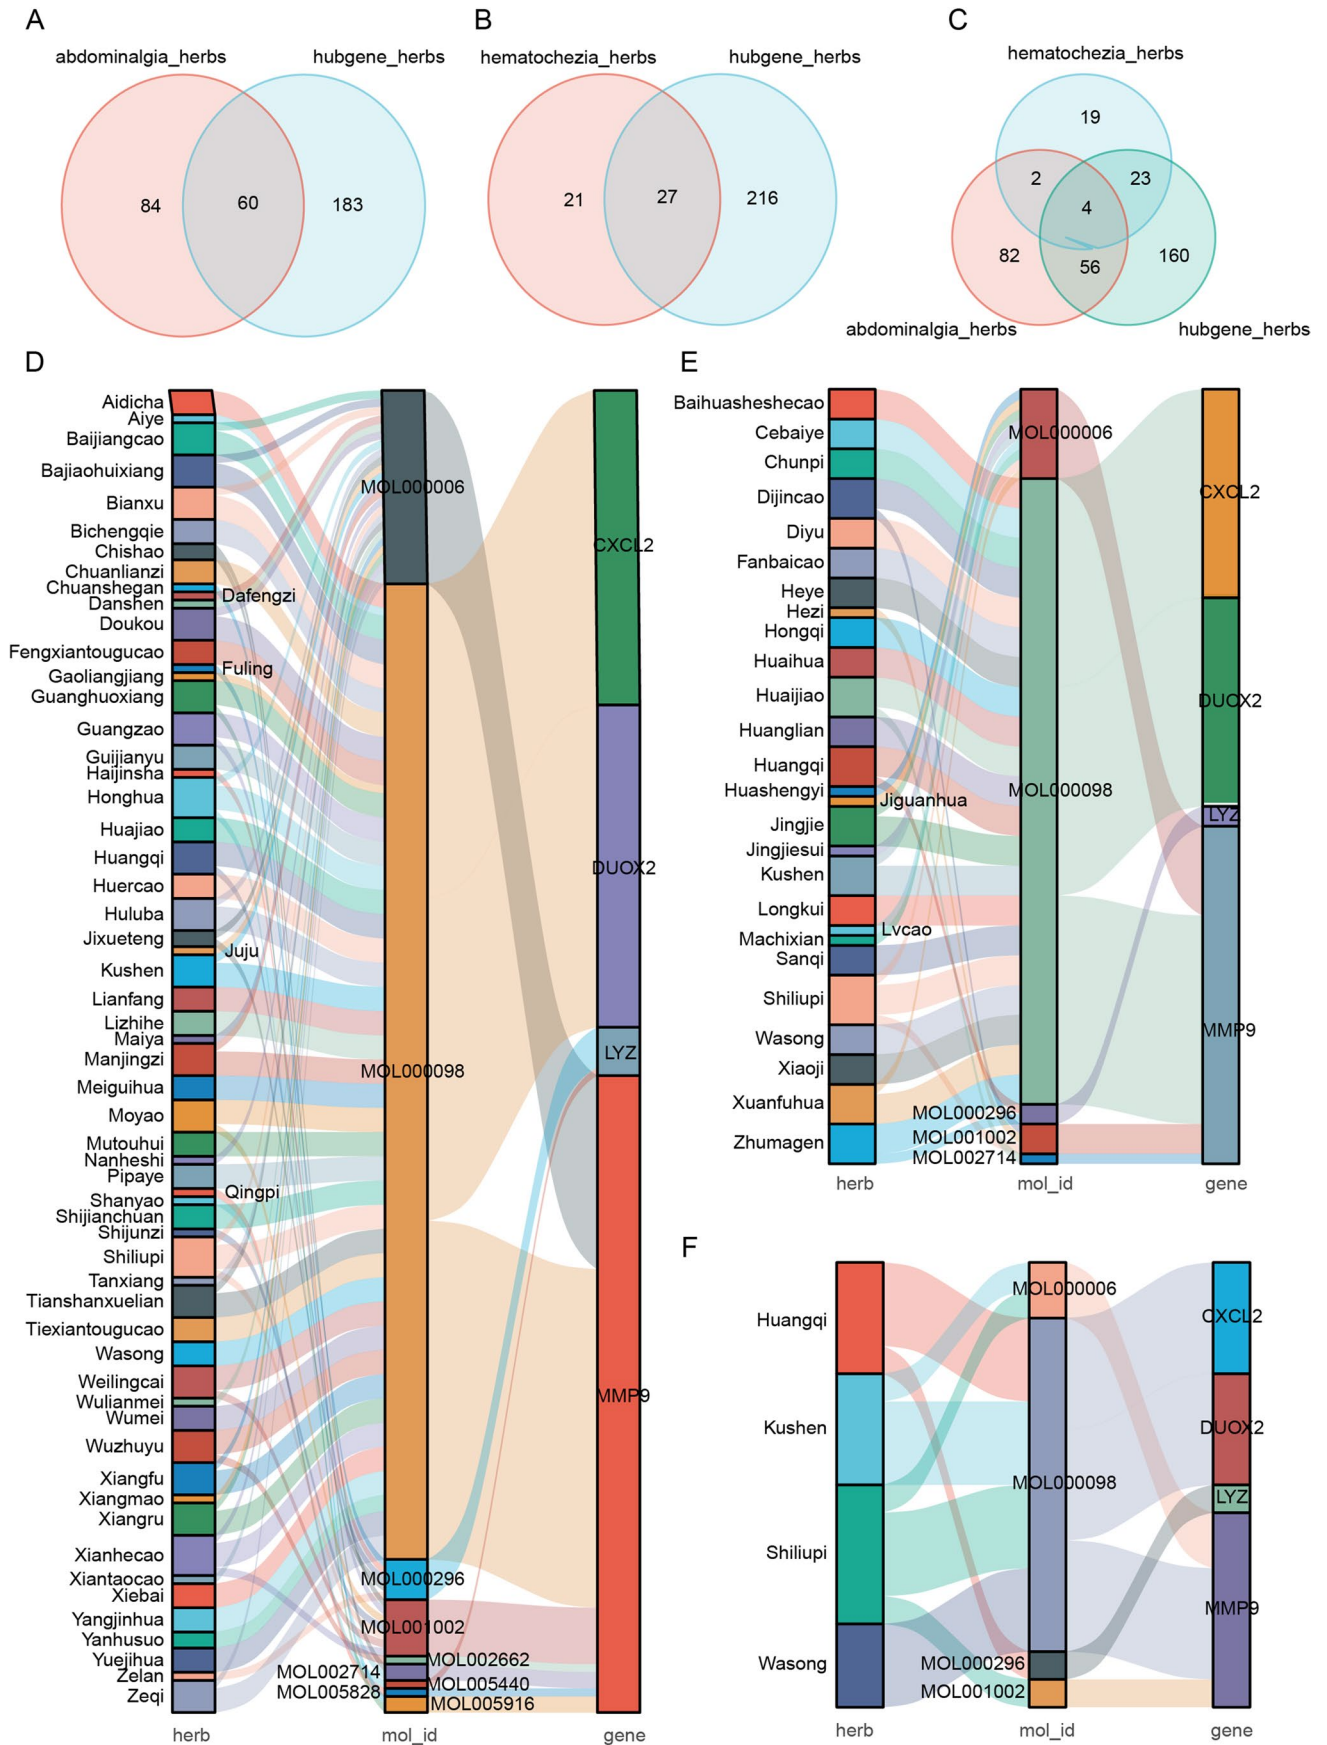 A
abdominalgia_herbs
hubgene_herbs
84
60
183
B
hematochezia_herbs
hubgene_herbs
21
27
216
C
hematochezia_herbs
19
2
23
4
82
56
160
abdominalgia_herbs
hubgene_herbs
D
Aidicha
Aiye
Baijiangcao
Bajiaohuixiang
Bianxu
Bichengqie
Chishao
Chuanlianzi
Chuanshegan
Dafengzi
Danshen
Doukou
Fengxiantougucao
Fuling
Gaoliangjiang
Guanghuoxiang
Guangzao
Guijianyu
Haijinsha
Honghua
Huajiao
Huangqi
Huercao
Huluba
Jixueteng
Juju
Kushen
Lianfang
Lizhihe
Maiya
Manjingzi
Meiguihua
Moyao
Mutouhui
Nanheshi
Pipaye
Qingpi
Shanyao
Shijianchuan
Shijunzi
Shiliupi
Tanxiang
Tianshanxuelian
Tiexiantougucao
Wasong
Weilingcai
Wulianmei
Wumei
Wuzhuyu
Xiangfu
Xiangmao
Xiangru
Xianhecao
Xiantaocao
Xiebai
Yangjinhua
Yanhusuo
Yuejihua
Zelan
Zeqi
MOL000006
MOL000098
MOL000296
MOL001002
MOL002662
MOL002714
MOL005440
MOL005828
MOL005916
CXCL2
DUOX2
LYZ
MMP9
herb
mol_id
gene
E
Baihuasheshecao
Cebaiye
Chunpi
Dijincao
Diyu
Fanbaicao
Heye
Hezi
Hongqi
Huaihua
Huaijiao
Huanglian
Huangqi
Huashengyi
Jiguanhua
Jingjie
Jingjiesui
Kushen
Longkui
Lvcao
Machixian
Sanqi
Shiliupi
Wasong
Xiaoji
Xuanfuhua
Zhumagen
MOL000006
MOL000098
MOL000296
MOL001002
MOL002714
CXCL2
DUOX2
LYZ
MMP9
herb
mol_id
gene
F
Huangqi
Kushen
Shiliupi
Wasong
MOL000006
MOL000098
MOL000296
MOL001002
CXCL2
DUOX2
LYZ
MMP9
herb
mol_id
gene